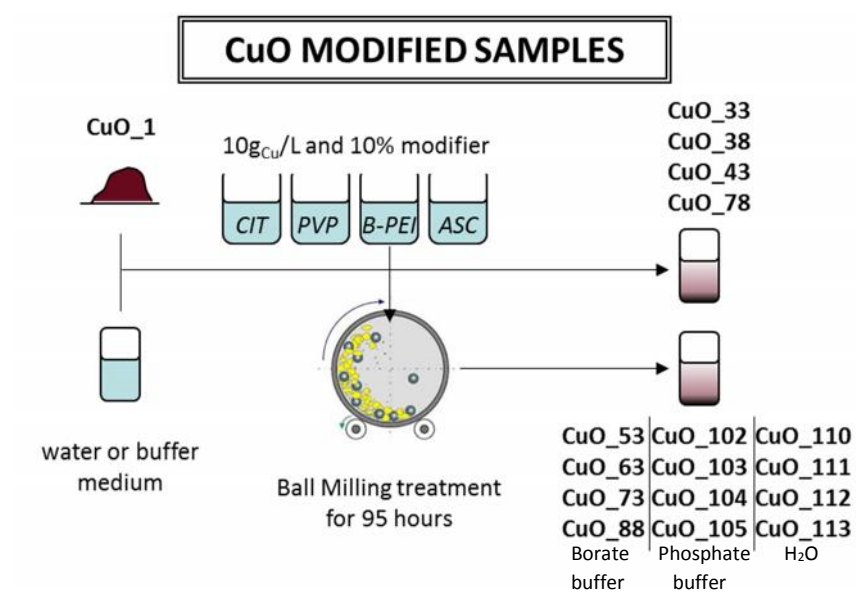 CuO MODIFIED SAMPLES
CuO_1
10gCu/L and 10% modifier
CIT PVP B-PEI ASC
CuO_33
CuO_38
CuO_43
CuO_78
water or buffer
medium
Ball Milling treatment
for 95 hours
CuO_53 CuO_102 CuO_110
CuO_63 CuO_103 CuO_111
CuO_73 CuO_104 CuO_112
CuO_88 CuO_105 CuO_113
Borate Phosphate H₂O
buffer buffer